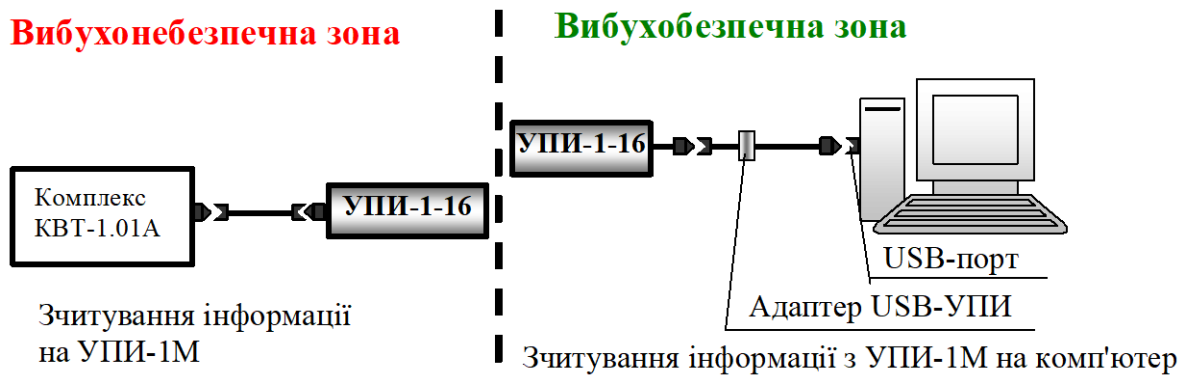 Вибухонебезпечна зона
Комплекс
КВТ-1.01А
УПИ-1-16
Зчитування інформації
на УПИ-1М
Вибухобезпечна зона
УПИ-1-16
USB-порт
Адаптер USB-УПИ
Зчитування інформації з УПИ-1М на комп'ютер